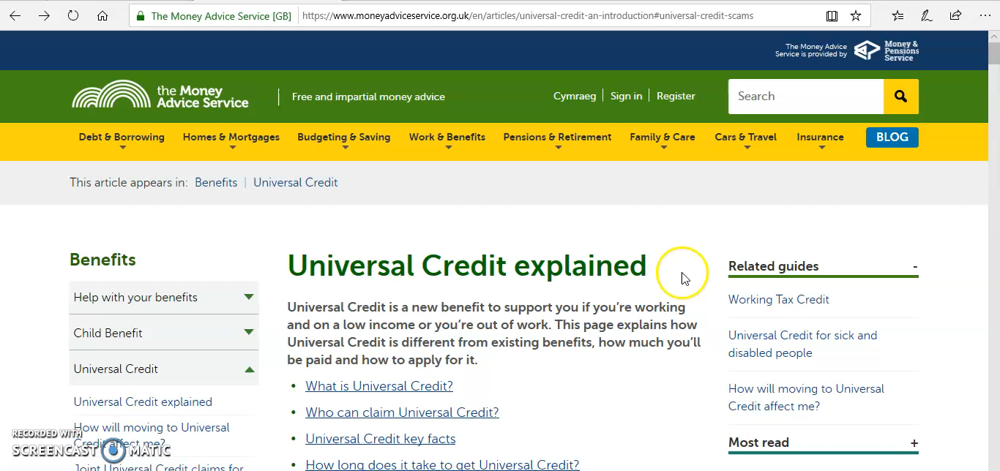 The Money Advice Service [GB]
https://www.moneyadviceservice.org.uk/en/articles/universal-credit-an-introduction#universal-credit-scams
The Money Advice
Service is provided by
Money &
Pensions
Service
the Money
Advice Service
Free and impartial money advice
Cymraeg
Sign in
Register
Search
Debt & Borrowing
Homes & Mortgages
Budgeting & Saving
Work & Benefits
Pensions & Retirement
Family & Care
Cars & Travel
Insurance
BLOG
This article appears in: Benefits | Universal Credit
Benefits
Help with your benefits
Child Benefit
Universal Credit
Universal Credit explained
How will moving to Universal
Credit affect me?
Joint Universal Credit claims for
Universal Credit explained
Universal Credit is a new benefit to support you if you’re working
and on a low income or you’re out of work. This page explains how
Universal Credit is different from existing benefits, how much you’ll
be paid and how to apply for it.
• What is Universal Credit?
• Who can claim Universal Credit?
• Universal Credit key facts
• How long does it take to get Universal Credit?
Related guides -
Working Tax Credit
Universal Credit for sick and
disabled people
How will moving to Universal
Credit affect me?
Most read +
RECORDED WITH
SCREENCAST MATIC